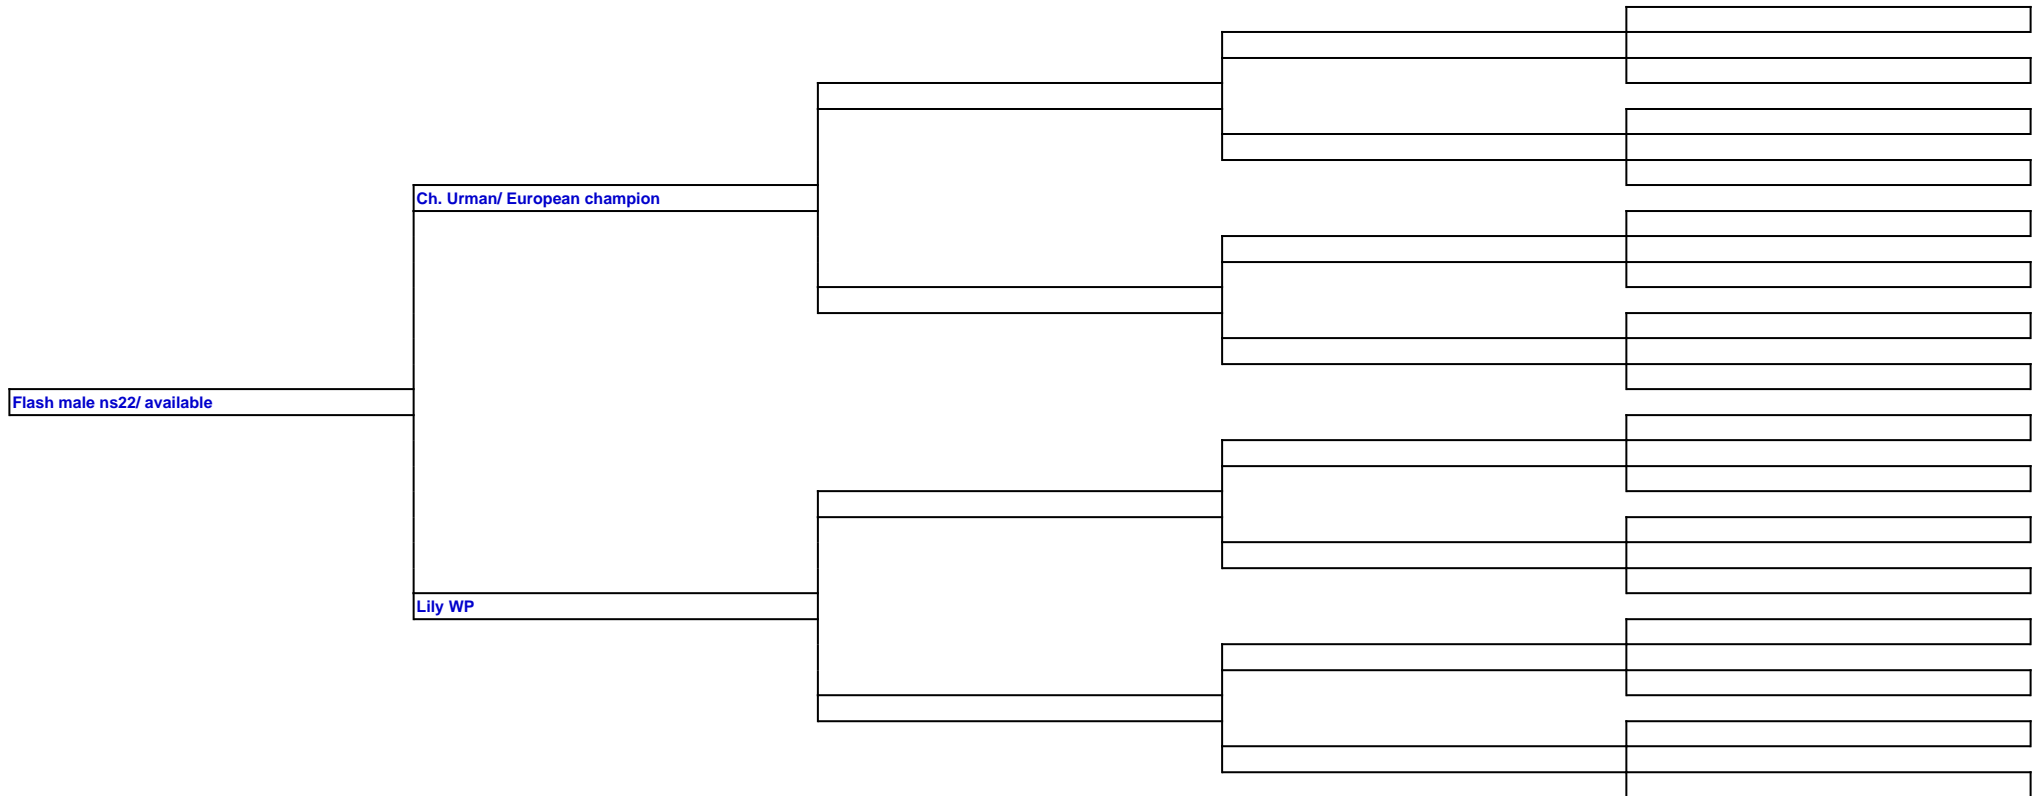 Ch. Urman/ European champion
Flash male ns22/ available
Lily WP